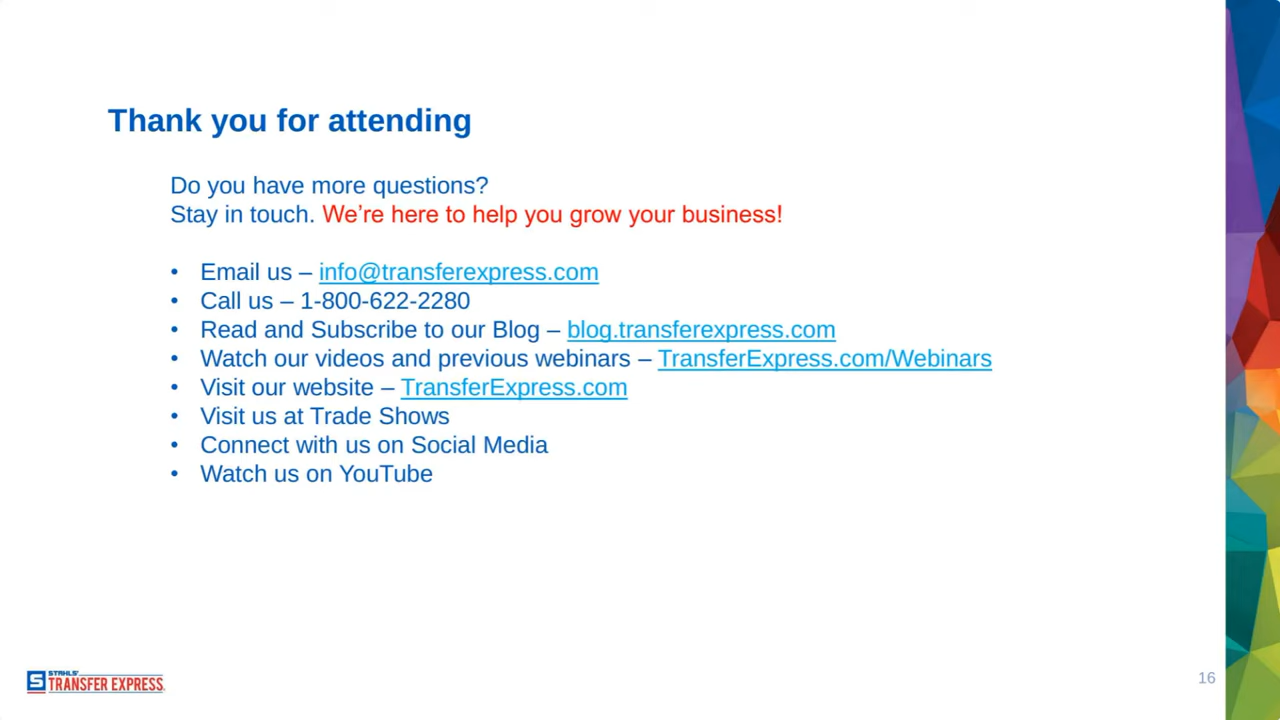 Thank you for attending
Do you have more questions?
Stay in touch. We’re here to help you grow your business!
• Email us – info@transferexpress.com
• Call us – 1-800-622-2280
• Read and Subscribe to our Blog – blog.transferexpress.com
• Watch our videos and previous webinars – TransferExpress.com/Webinars
• Visit our website – TransferExpress.com
• Visit us at Trade Shows
• Connect with us on Social Media
• Watch us on YouTube
S STAHLS'
TRANSFER EXPRESS.
16